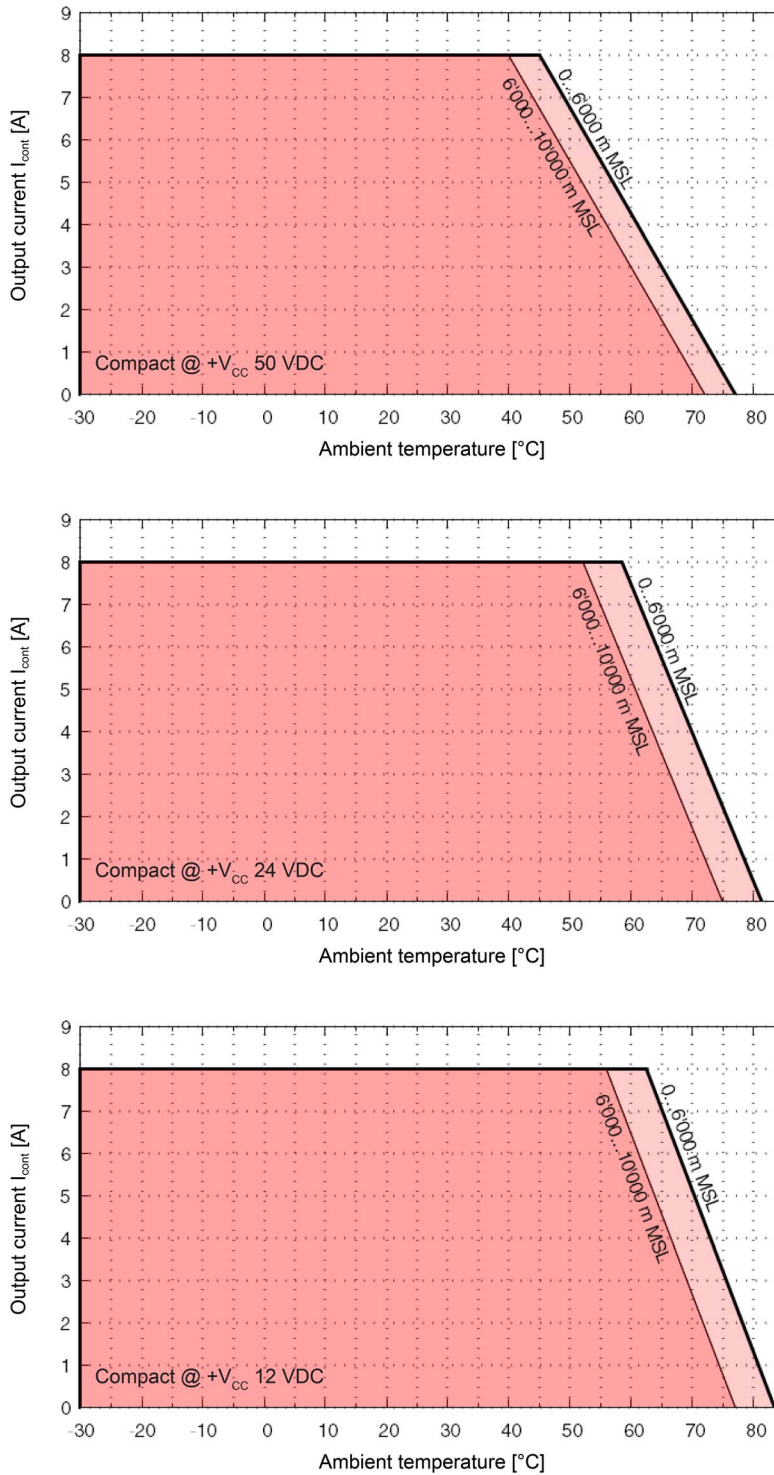 9
8
7
6
5
4
3
2
1
0
Output current Icont [A]
0...6'000 m MSL
6'000...10'000 m MSL
Compact @ +VCC 50 VDC
-30 -20 -10 0 10 20 30 40 50 60 70 80
Ambient temperature [°C]
9
8
7
6
5
4
3
2
1
0
Output current Icont [A]
0...6'000 m MSL
6'000...10'000 m MSL
Compact @ +VCC 24 VDC
-30 -20 -10 0 10 20 30 40 50 60 70 80
Ambient temperature [°C]
9
8
7
6
5
4
3
2
1
0
Output current Icont [A]
0...6'000 m MSL
6'000...10'000 m MSL
Compact @ +VCC 12 VDC
-30 -20 -10 0 10 20 30 40 50 60 70 80
Ambient temperature [°C]